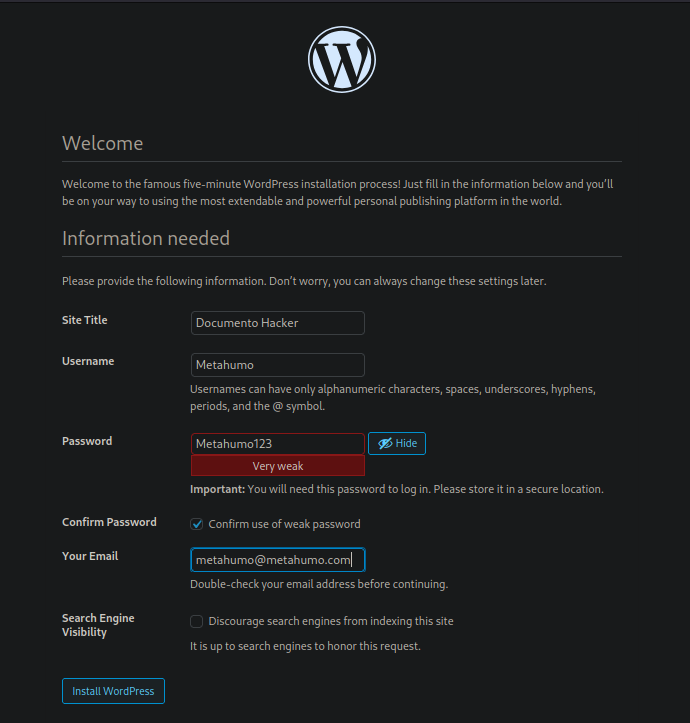 Welcome
Welcome to the famous five-minute WordPress installation process! Just fill in the information below and you’ll
be on your way to using the most extendable and powerful personal publishing platform in the world.
Information needed
Please provide the following information. Don’t worry, you can always change these settings later.
Site Title
Documento Hacker
Username
Metahumo
Usernames can have only alphanumeric characters, spaces, underscores, hyphens,
periods, and the @ symbol.
Password
Metahumo123
Hide
Very weak
Important: You will need this password to log in. Please store it in a secure location.
Confirm Password
Confirm use of weak password
Your Email
metahumo@metahumo.com
Double-check your email address before continuing.
Search Engine
Visibility
Discourage search engines from indexing this site
It is up to search engines to honor this request.
Install WordPress